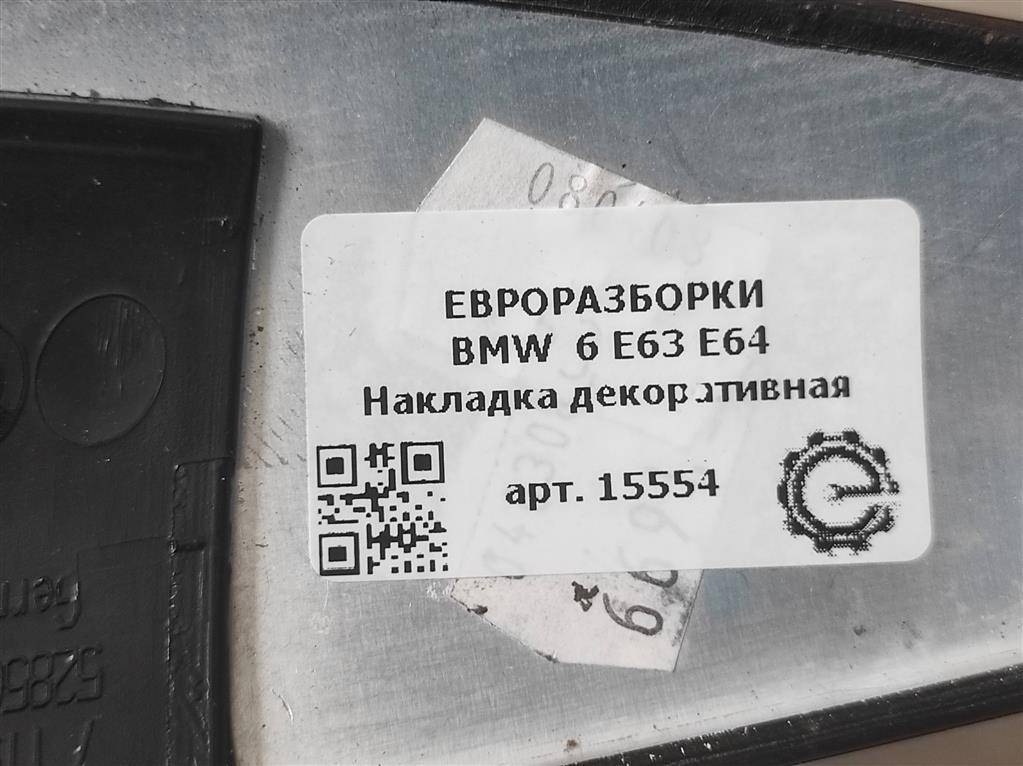 ЕВРОРАЗБОРКИ
BMW 6 E63 E64
Накладка декоративная
арт. 15554